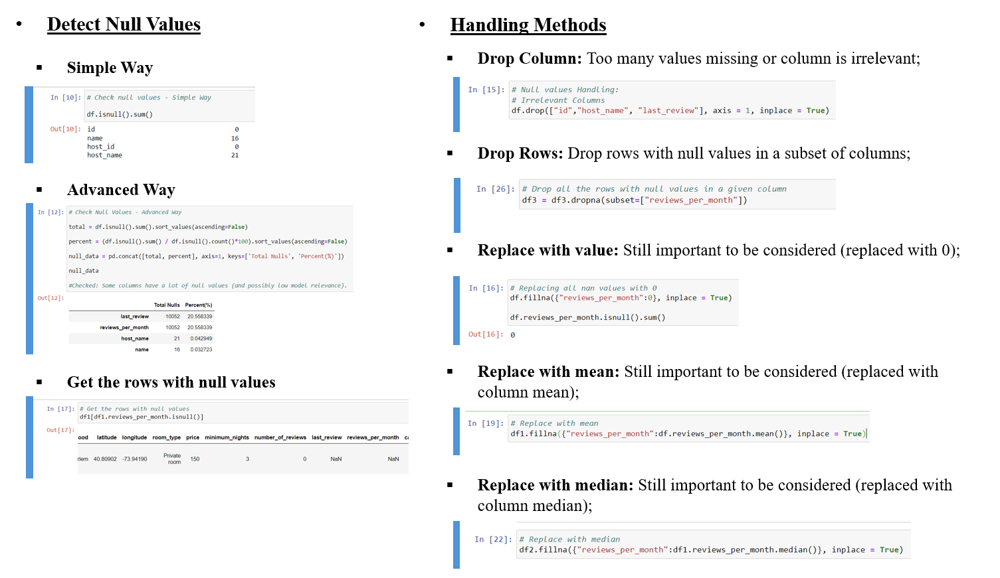 • Detect Null Values
▪ Simple Way
In [10]: # Check null values - Simple Way
df.isnull().sum()
Out[10]: id 0
name 16
host_id 0
host_name 21
▪ Advanced Way
In [12]: # Check Null Values - Advanced Way
total = df.isnull().sum().sort_values(ascending=False)
percent = (df.isnull().sum() / df.isnull().count()*100).sort_values(ascending=False)
null_data = pd.concat([total, percent], axis=1, keys=['Total Nulls', 'Percent(%)'])
null_data
#Checked: Some columns have a lot of null values (and possibly low model relevance).
Out[12]:
Total Nulls Percent(%)
last_review 10052 20.558339
reviews_per_month 10052 20.558339
host_name 21 0.042949
name 16 0.032723
▪ Get the rows with null values
In [17]: # Get the rows with null values
df1[df1.reviews_per_month.isnull()]
Out[17]:
ood latitude longitude room_type price minimum_nights number_of_reviews last_review reviews_per_month
rlem 40.80902 -73.94190 Private room 150 3 0 NaN NaN
• Handling Methods
▪ Drop Column: Too many values missing or column is irrelevant;
In [15]: # Null values Handling:
# Irrelevant Columns
df.drop(["id","host_name", "last_review"], axis = 1, inplace = True)
▪ Drop Rows: Drop rows with null values in a subset of columns;
In [26]: # Drop all the rows with null values in a given column
df3 = df3.dropna(subset=["reviews_per_month"])
▪ Replace with value: Still important to be considered (replaced with 0);
In [16]: # Replacing all nan values with 0
df.fillna({"reviews_per_month":0}, inplace = True)
df.reviews_per_month.isnull().sum()
Out[16]: 0
▪ Replace with mean: Still important to be considered (replaced with
column mean);
In [19]: # Replace with mean
df1.fillna({"reviews_per_month":df.reviews_per_month.mean()}, inplace = True)
▪ Replace with median: Still important to be considered (replaced with
column median);
In [22]: # Replace with median
df2.fillna({"reviews_per_month":df1.reviews_per_month.median()}, inplace = True)